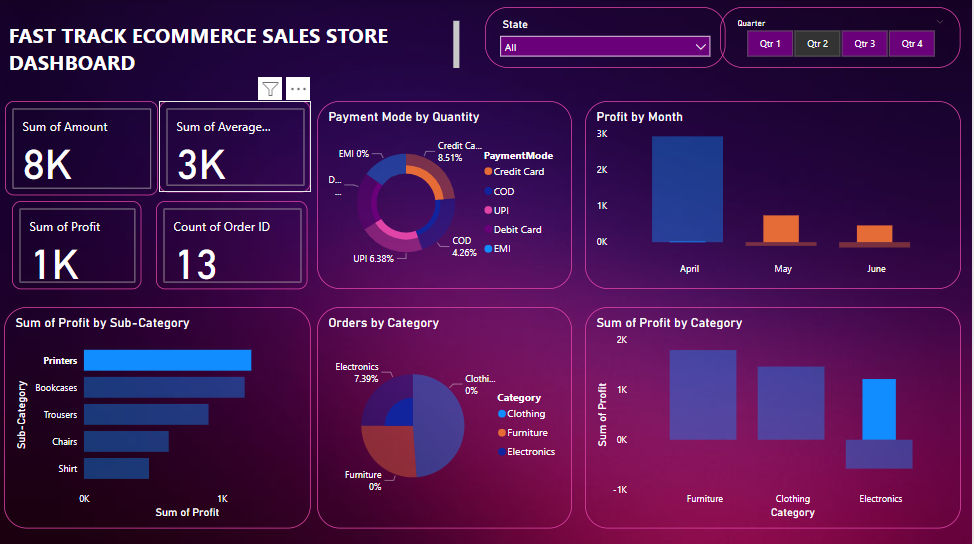 FAST TRACK ECOMMERCE SALES STORE
DASHBOARD
State
All
Quarter
Qtr 1
Qtr 2
Qtr 3
Qtr 4
Sum of Amount
8K
Sum of Average...
3K
Sum of Profit
1K
Count of Order ID
13
Payment Mode by Quantity
EMI 0%
Credit Ca...
8.51%
D...
...
COD
4.26%
UPI 6.38%
PaymentMode
Credit Card
COD
UPI
Debit Card
EMI
Profit by Month
3K
2K
1K
0K
April
May
June
Sum of Profit by Sub-Category
Sub-Category
Printers
Bookcases
Trousers
Chairs
Shirt
0K
1K
Sum of Profit
Orders by Category
Electronics
7.39%
Clothi...
0%
Furniture
0%
Category
Clothing
Furniture
Electronics
Sum of Profit by Category
Sum of Profit
2K
1K
0K
-1K
Furniture
Clothing
Electronics
Category